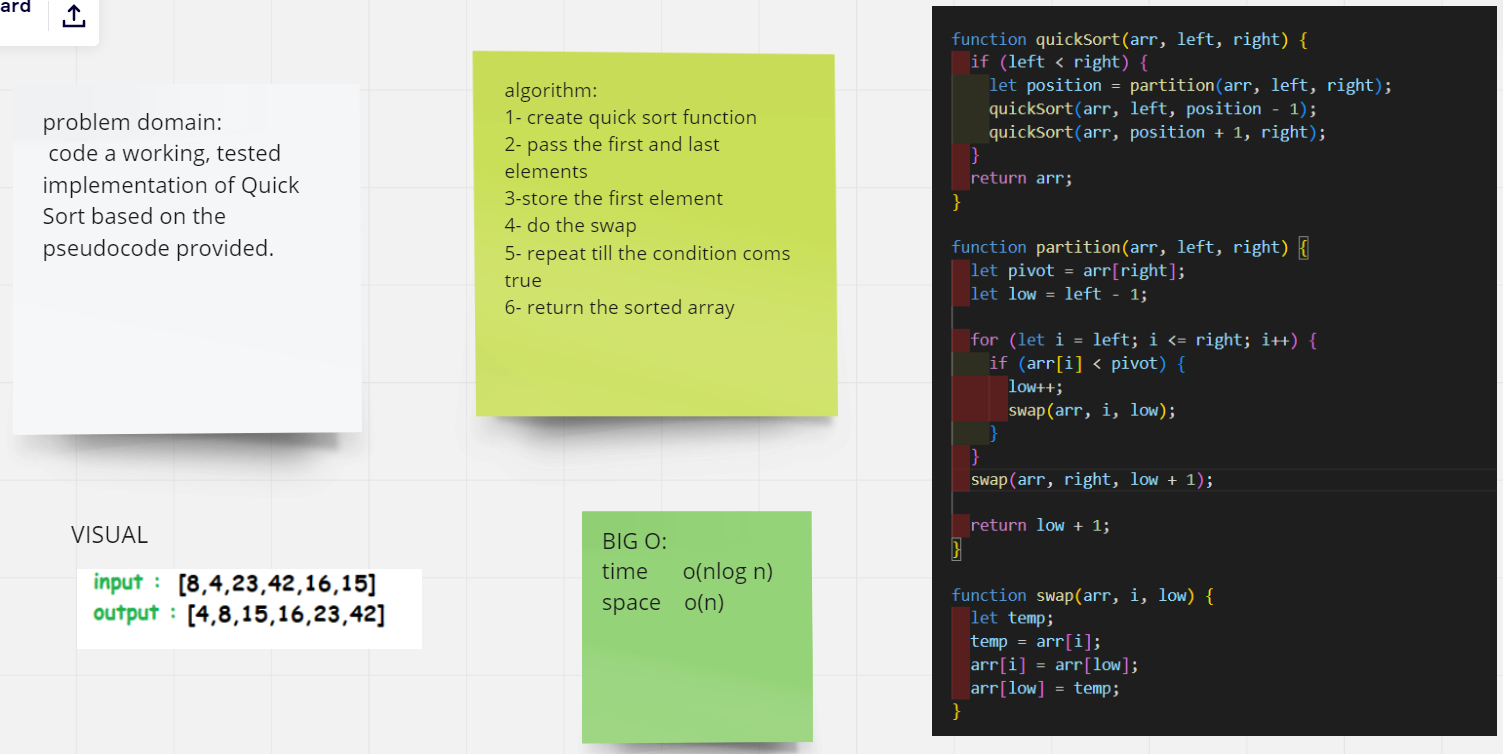 ard
problem domain:
code a working, tested
implementation of Quick
Sort based on the
pseudocode provided.
algorithm:
1- create quick sort function
2- pass the first and last
elements
3-store the first element
4- do the swap
5- repeat till the condition coms
true
6- return the sorted array
VISUAL
input : [8,4,23,42,16,15]
output : [4,8,15,16,23,42]
BIG O:
time o(nlog n)
space o(n)
function quickSort(arr, left, right) {
if (left < right) {
let position = partition(arr, left, right);
quickSort(arr, left, position - 1);
quickSort(arr, position + 1, right);
}
return arr;
}
function partition(arr, left, right) {
let pivot = arr[right];
let low = left - 1;
for (let i = left; i <= right; i++) {
if (arr[i] < pivot) {
low++;
swap(arr, i, low);
}
}
swap(arr, right, low + 1);
return low + 1;
}
function swap(arr, i, low) {
let temp;
temp = arr[i];
arr[i] = arr[low];
arr[low] = temp;
}